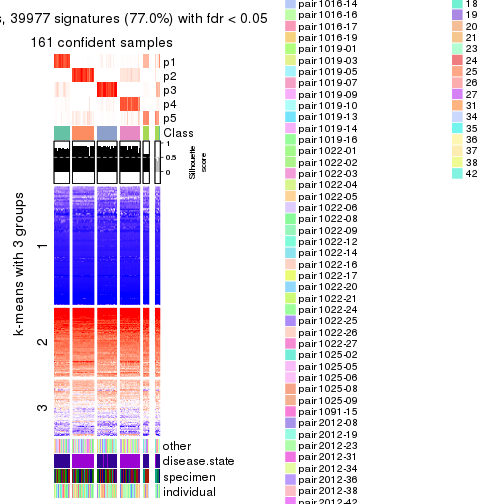 s, 39977 signatures (77.0%) with fdr < 0.05
161 confident samples
p1
p2
p3
p4
p5
Class
1
0.5
0
Silhouette
score
k-means with 3 groups
1
2
3
other
disease.state
specimen
individual
pair1016-14
pair1016-16
pair1016-17
pair1016-19
pair1019-01
pair1019-03
pair1019-05
pair1019-07
pair1019-09
pair1019-10
pair1019-13
pair1019-14
pair1019-16
pair1022-01
pair1022-02
pair1022-03
pair1022-04
pair1022-05
pair1022-06
pair1022-08
pair1022-09
pair1022-12
pair1022-14
pair1022-16
pair1022-17
pair1022-20
pair1022-21
pair1022-24
pair1022-25
pair1022-26
pair1022-27
pair1025-02
pair1025-05
pair1025-06
pair1025-08
pair1025-09
pair1091-15
pair2012-08
pair2012-19
pair2012-23
pair2012-31
pair2012-34
pair2012-36
pair2012-38
pair2012-42
18
19
20
21
23
24
25
26
27
31
34
35
36
37
38
42